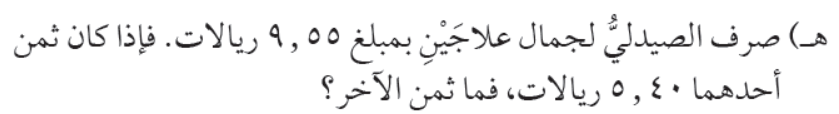 هـ) صرف الصيدليُّ لجمال علاجَيْنِ بمبلغ ٩,٥٥ ريالات. فإذا كان ثمن
أحدهما ٥,٤٠ ريالات، فما ثمن الآخر؟